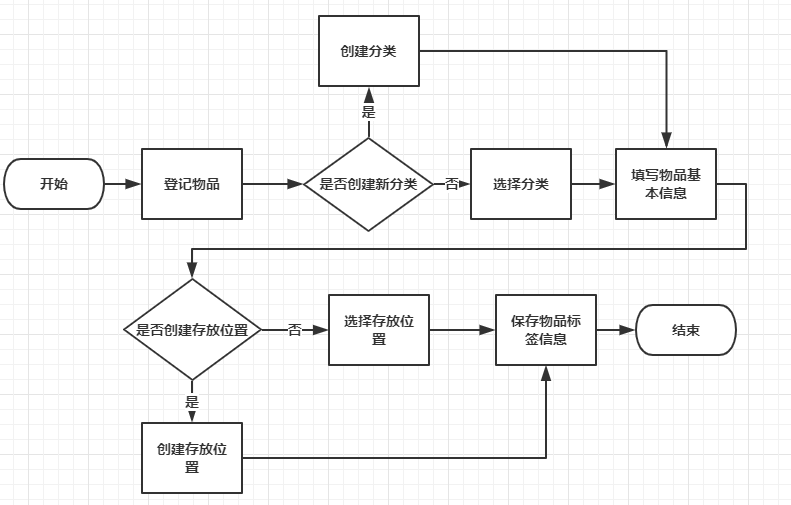 创建分类
是
开始
登记物品
是否创建新分类
否
选择分类
填写物品基
本信息
是否创建存放位置
否
选择存放位
置
保存物品标
签信息
结束
是
创建存放位
置